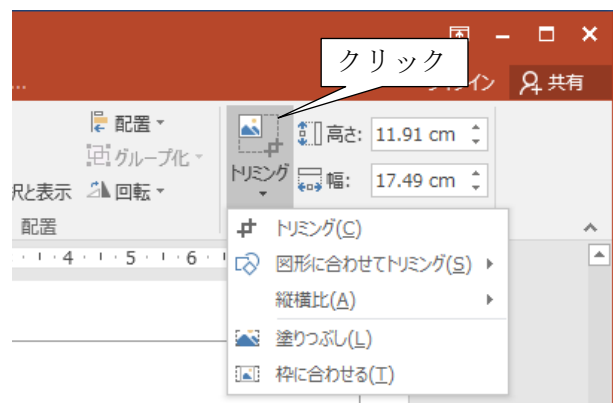 クリック
イン
共有
...
配置
高さ: 11.91 cm
グループ化
トリミング
幅: 17.49 cm
尺と表示
回転
配置
トリミング(C)
4 5 6
図形に合わせてトリミング(S)
縦横比(A)
塗りつぶし(L)
枠に合わせる(T)